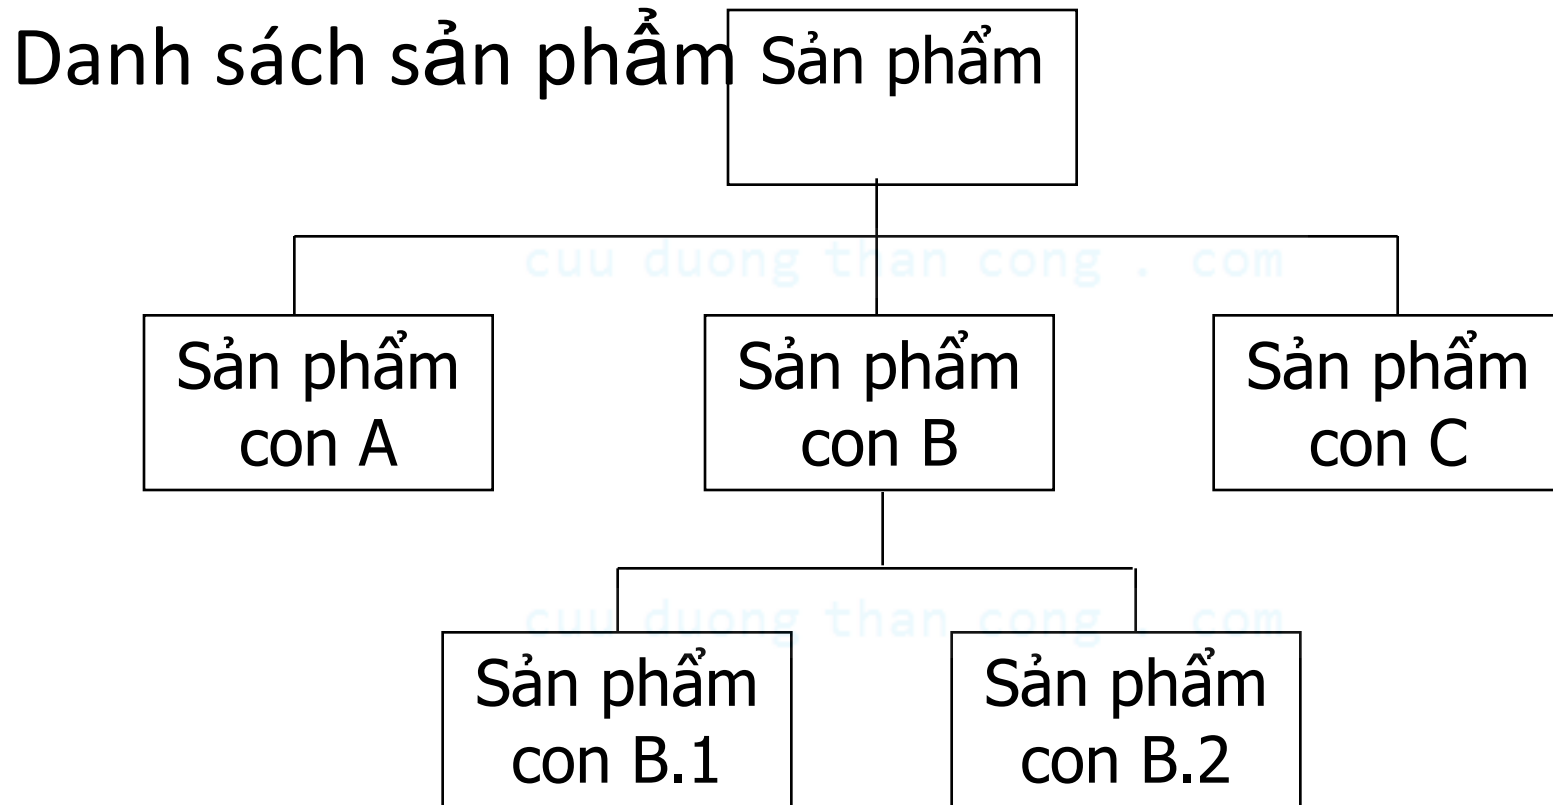 Danh sách sản phẩm
Sản phẩm
cuu duong than cong . com
Sản phẩm
con A
Sản phẩm
con B
Sản phẩm
con C
cuu duong than cong . com
Sản phẩm
con B.1
Sản phẩm
con B.2